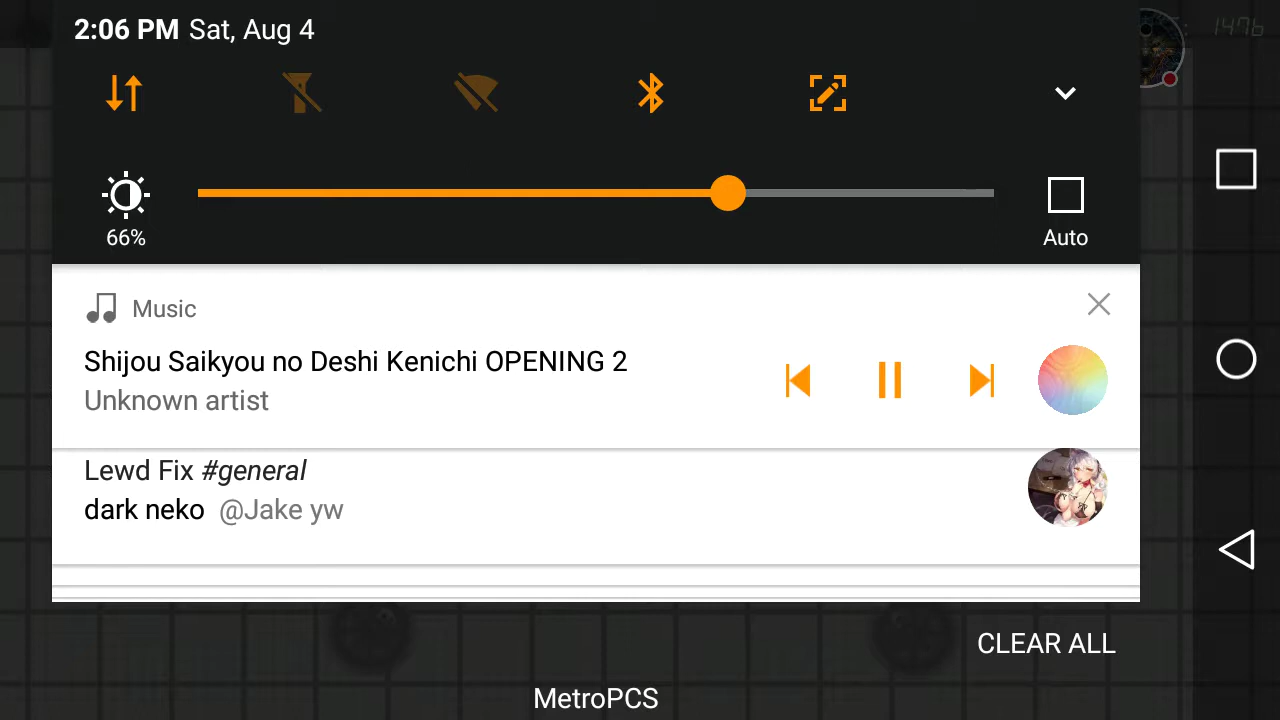 2:06 PM Sat, Aug 4
1476
66%
Auto
Music
Shijou Saikyou no Deshi Kenichi OPENING 2
Unknown artist
Lewd Fix #general
dark neko @Jake yw
CLEAR ALL
MetroPCS